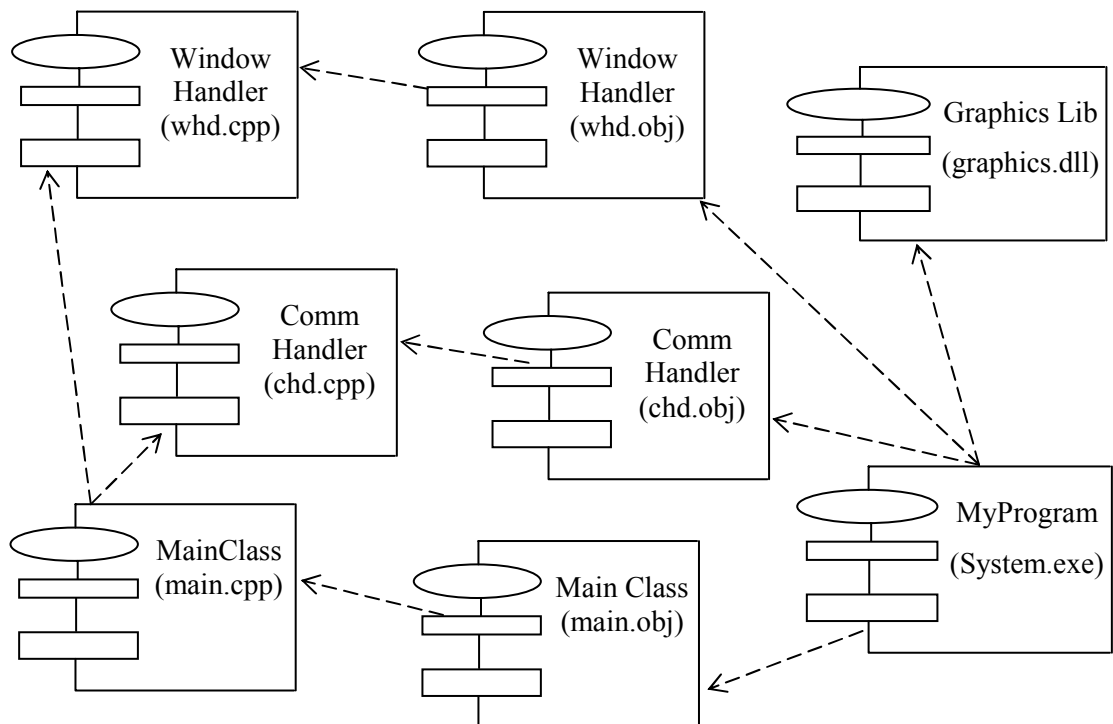 Window
Handler
(whd.cpp)
Window
Handler
(whd.obj)
Graphics Lib
(graphics.dll)
Comm
Handler
(chd.cpp)
Comm
Handler
(chd.obj)
MainClass
(main.cpp)
Main Class
(main.obj)
MyProgram
(System.exe)